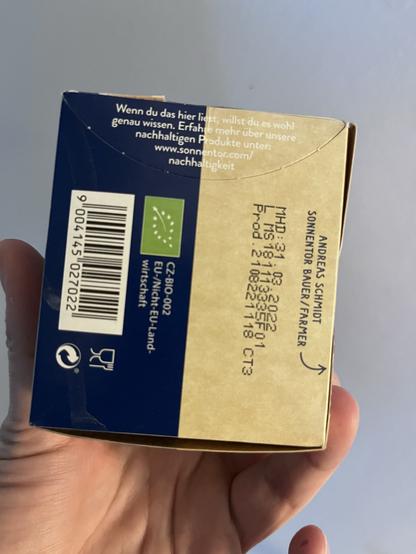 Wenn du das hier liest, willst du es wohl
genau wissen. Erfahre mehr über unsere
nachhaltigen Produkte unter:
www.sonnentor.com/
nachhaltigkeit
9 004145 027022
CZ-BIO-002
EU-/Nicht-EU-Land-
wirtschaft
MHD:31.03.2022
Prod.
CT3
ANDREAS SCHMIDT
SONNENTOR BAUER/FARMER